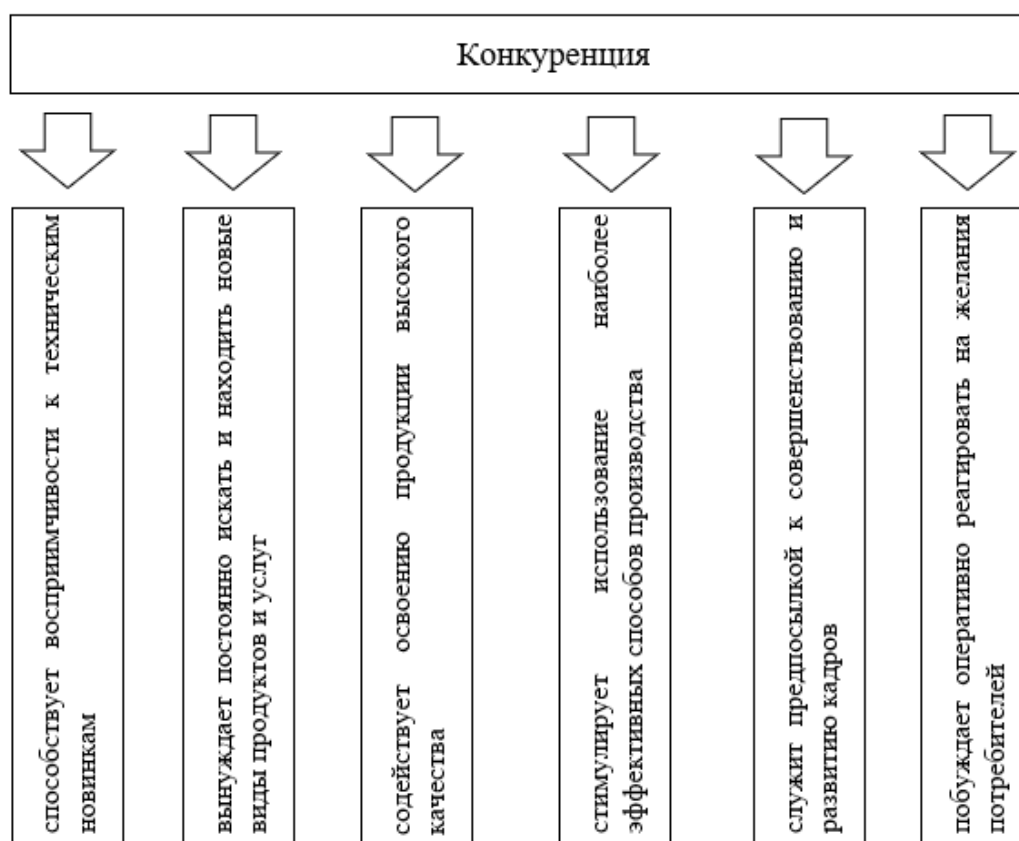 Конкуренция
способствует восприимчивости к техническим
новинкам
вынуждает постоянно искать и находить новые
виды продуктов и услуг
содействует освоению продукции высокого
качества
стимулирует использование наиболее
эффективных способов производства
служит предпосылкой к совершенствованию и
развитию кадров
побуждает оперативно реагировать на желания
потребителей